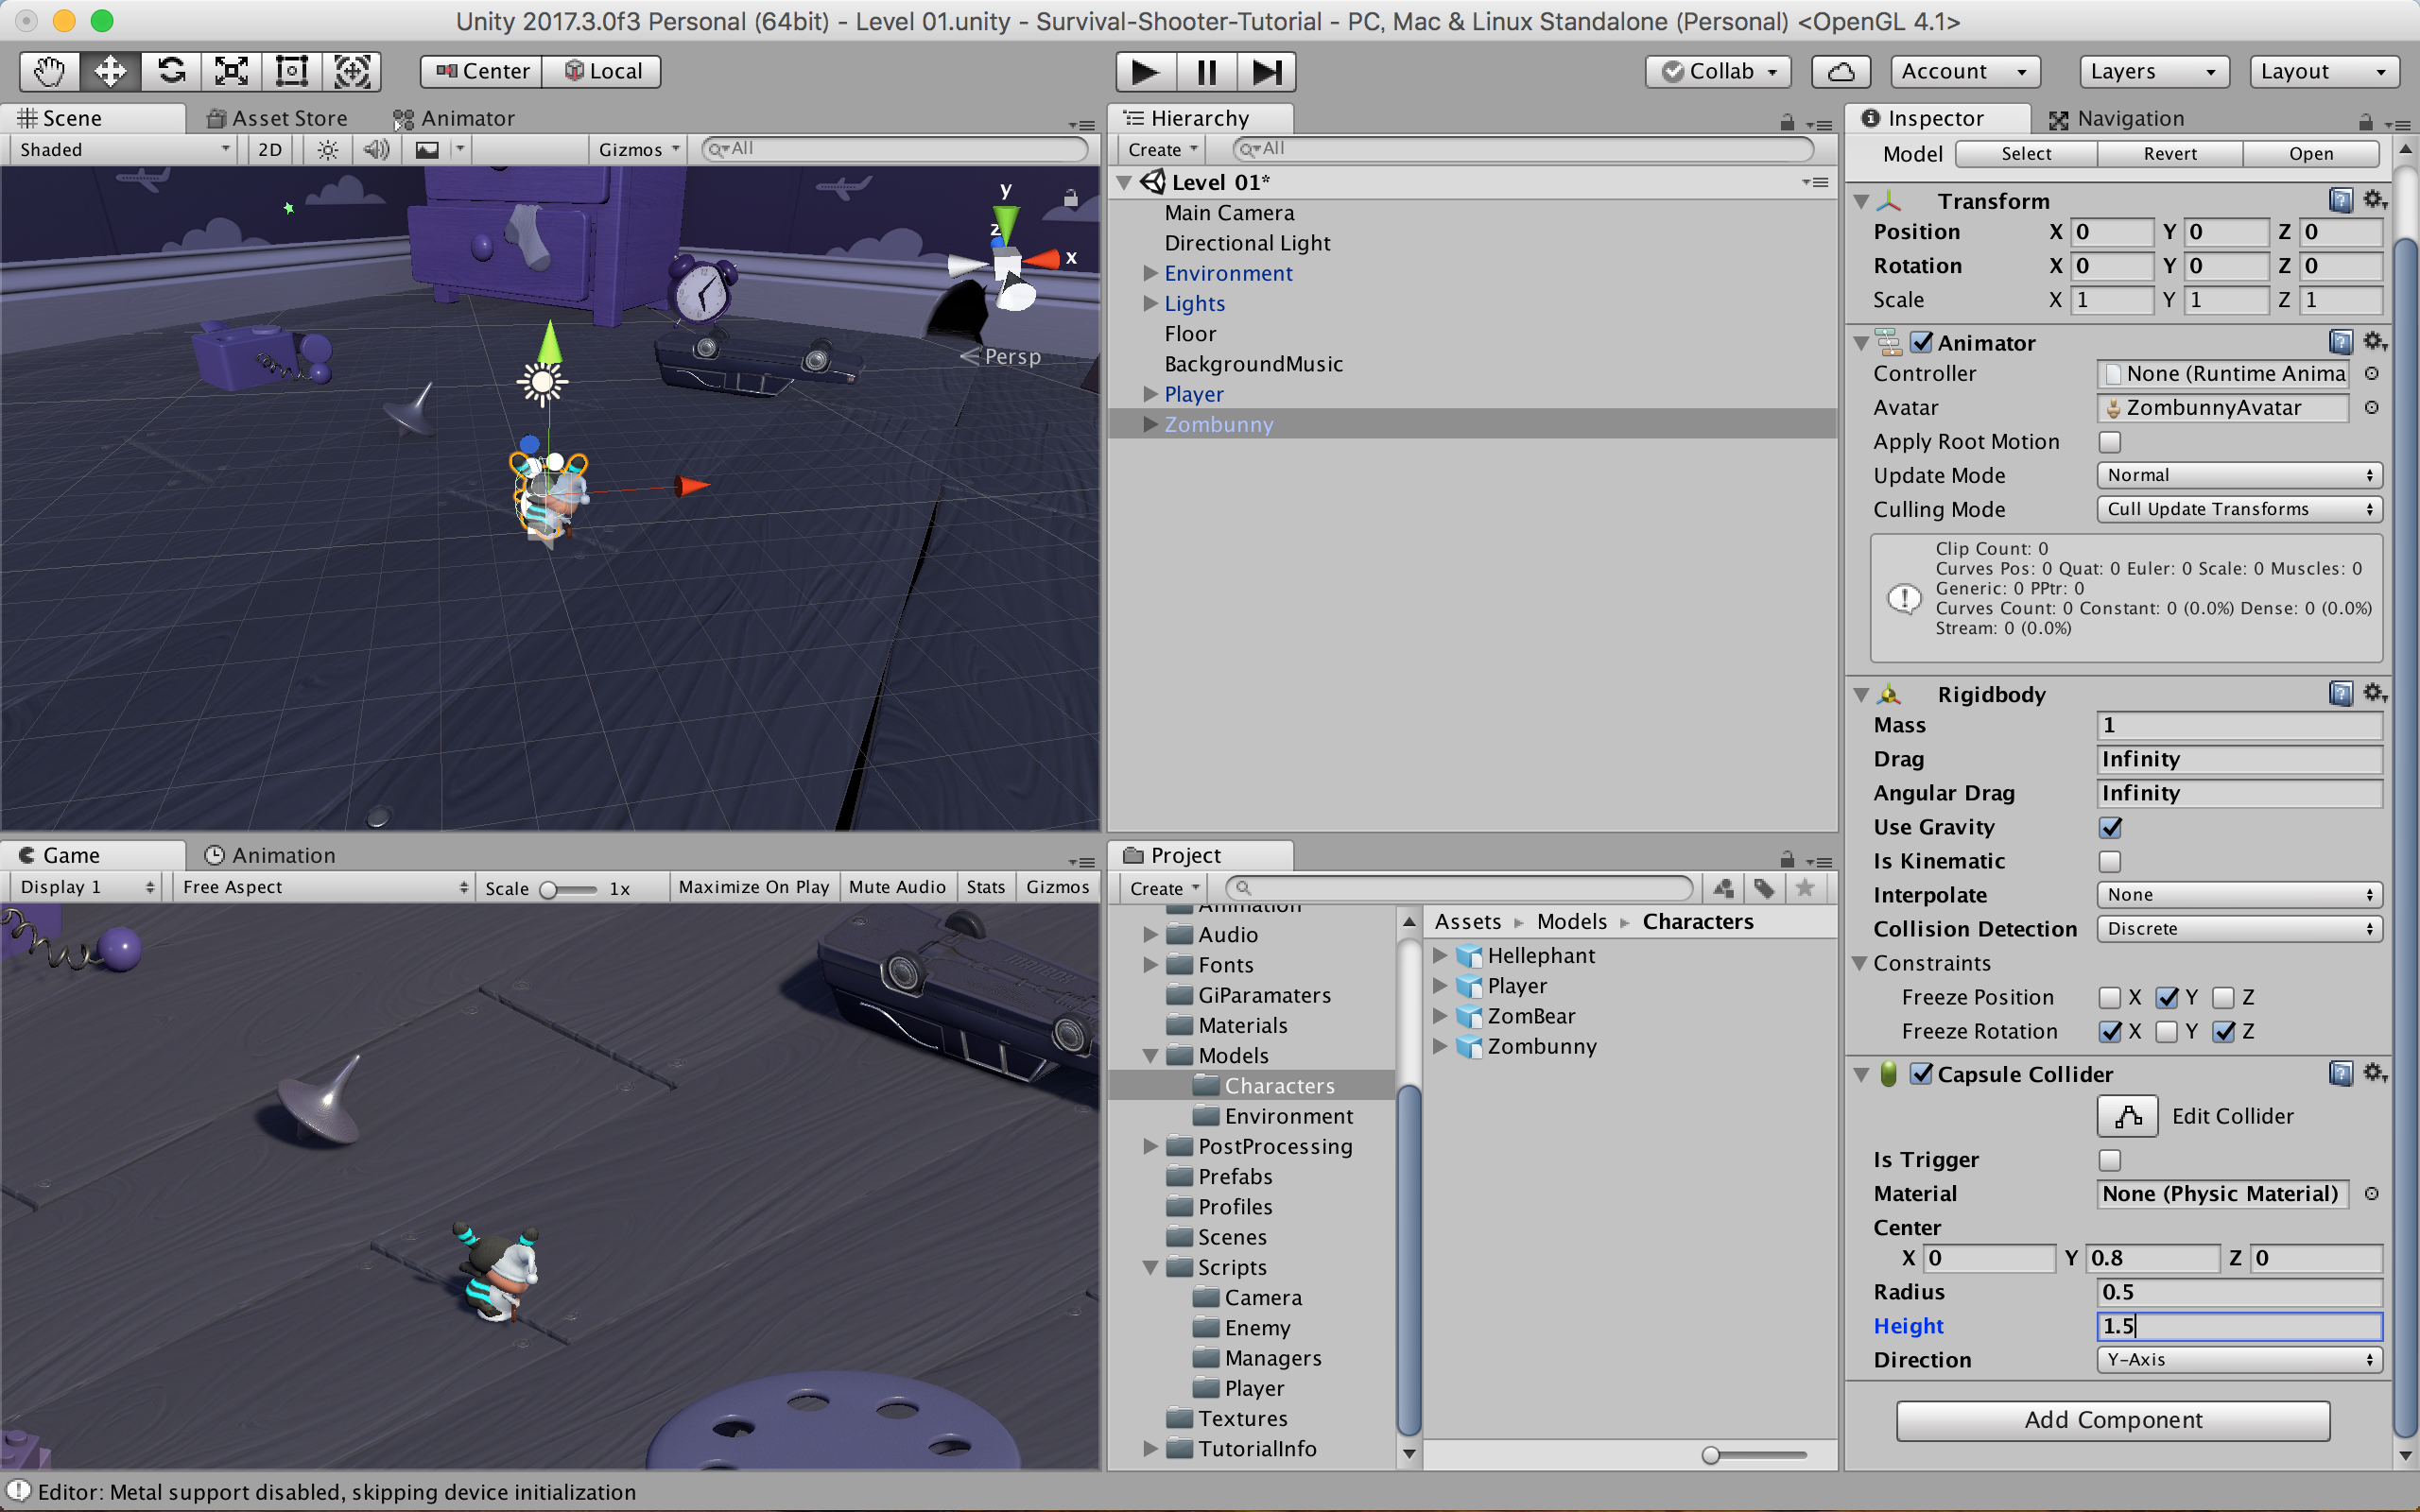 Unity 2017.3.0f3 Personal (64bit) - Level 01.unity - Survival-Shooter-Tutorial - PC, Mac & Linux Standalone (Personal) <OpenGL 4.1>
Center Local Collab Account Layers Layout
Scene Asset Store Animator
Shaded 2D Gizmos All
y
z
x
Persp
Hierarchy
Create All
Level 01*
Main Camera
Directional Light
Environment
Lights
Floor
BackgroundMusic
Player
Zombunny
Game Animation
Display 1 Free Aspect Scale 1x Maximize On Play Mute Audio Stats Gizmos
Project
Create
Animation
Audio
Fonts
GiParamaters
Materials
Models
Characters
Environment
PostProcessing
Prefabs
Profiles
Scenes
Scripts
Camera
Enemy
Managers
Player
Textures
TutorialInfo
Assets Models Characters
Hellephant
Player
ZomBear
Zombunny
Inspector Navigation
Model Select Revert Open
Transform
Position X 0 Y 0 Z 0
Rotation X 0 Y 0 Z 0
Scale X 1 Y 1 Z 1
Animator
Controller None (Runtime Anima
Avatar ZombunnyAvatar
Apply Root Motion
Update Mode Normal
Culling Mode Cull Update Transforms
Clip Count: 0
Curves Pos: 0 Quat: 0 Euler: 0 Scale: 0 Muscles: 0
Generic: 0 PPtr: 0
Curves Count: 0 Constant: 0 (0.0%) Dense: 0 (0.0%)
Stream: 0 (0.0%)
Rigidbody
Mass 1
Drag Infinity
Angular Drag Infinity
Use Gravity
Is Kinematic
Interpolate None
Collision Detection Discrete
Constraints
Freeze Position X Y Z
Freeze Rotation X Y Z
Capsule Collider
Edit Collider
Is Trigger
Material None (Physic Material)
Center
X 0 Y 0.8 Z 0
Radius 0.5
Height 1.5
Direction Y-Axis
Add Component
Editor: Metal support disabled, skipping device initialization